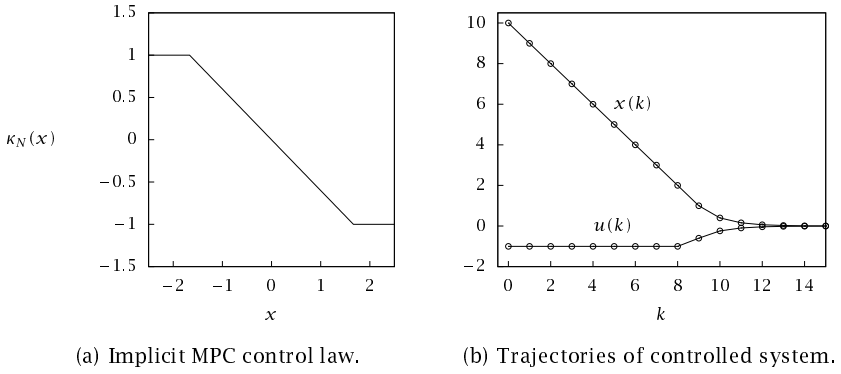 1.5
1
0.5
0
−0.5
−1
−1.5
κN(x)
−2 −1 0 1 2
x
(a) Implicit MPC control law.
10
8
6
4
2
0
−2
x(k)
u(k)
0 2 4 6 8 10 12 14
k
(b) Trajectories of controlled system.